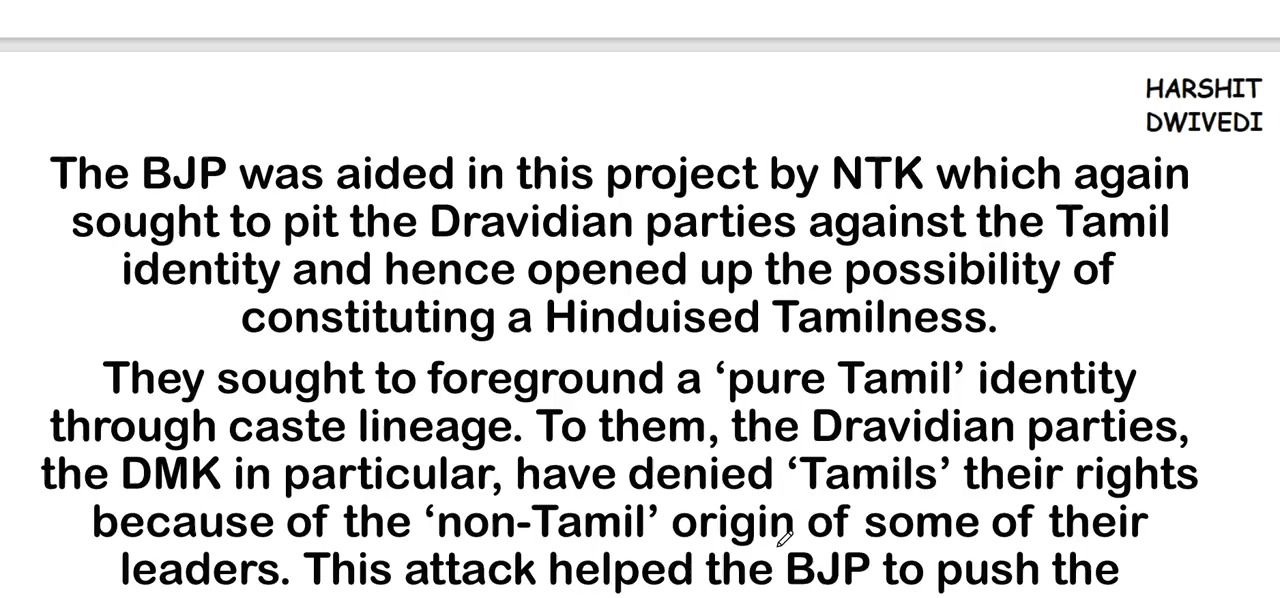 HARSHIT
DWIVEDI
The BJP was aided in this project by NTK which again
sought to pit the Dravidian parties against the Tamil
identity and hence opened up the possibility of
constituting a Hinduised Tamilness.
They sought to foreground a ‘pure Tamil’ identity
through caste lineage. To them, the Dravidian parties,
the DMK in particular, have denied ‘Tamils’ their rights
because of the ‘non-Tamil’ origin of some of their
leaders. This attack helped the BJP to push the